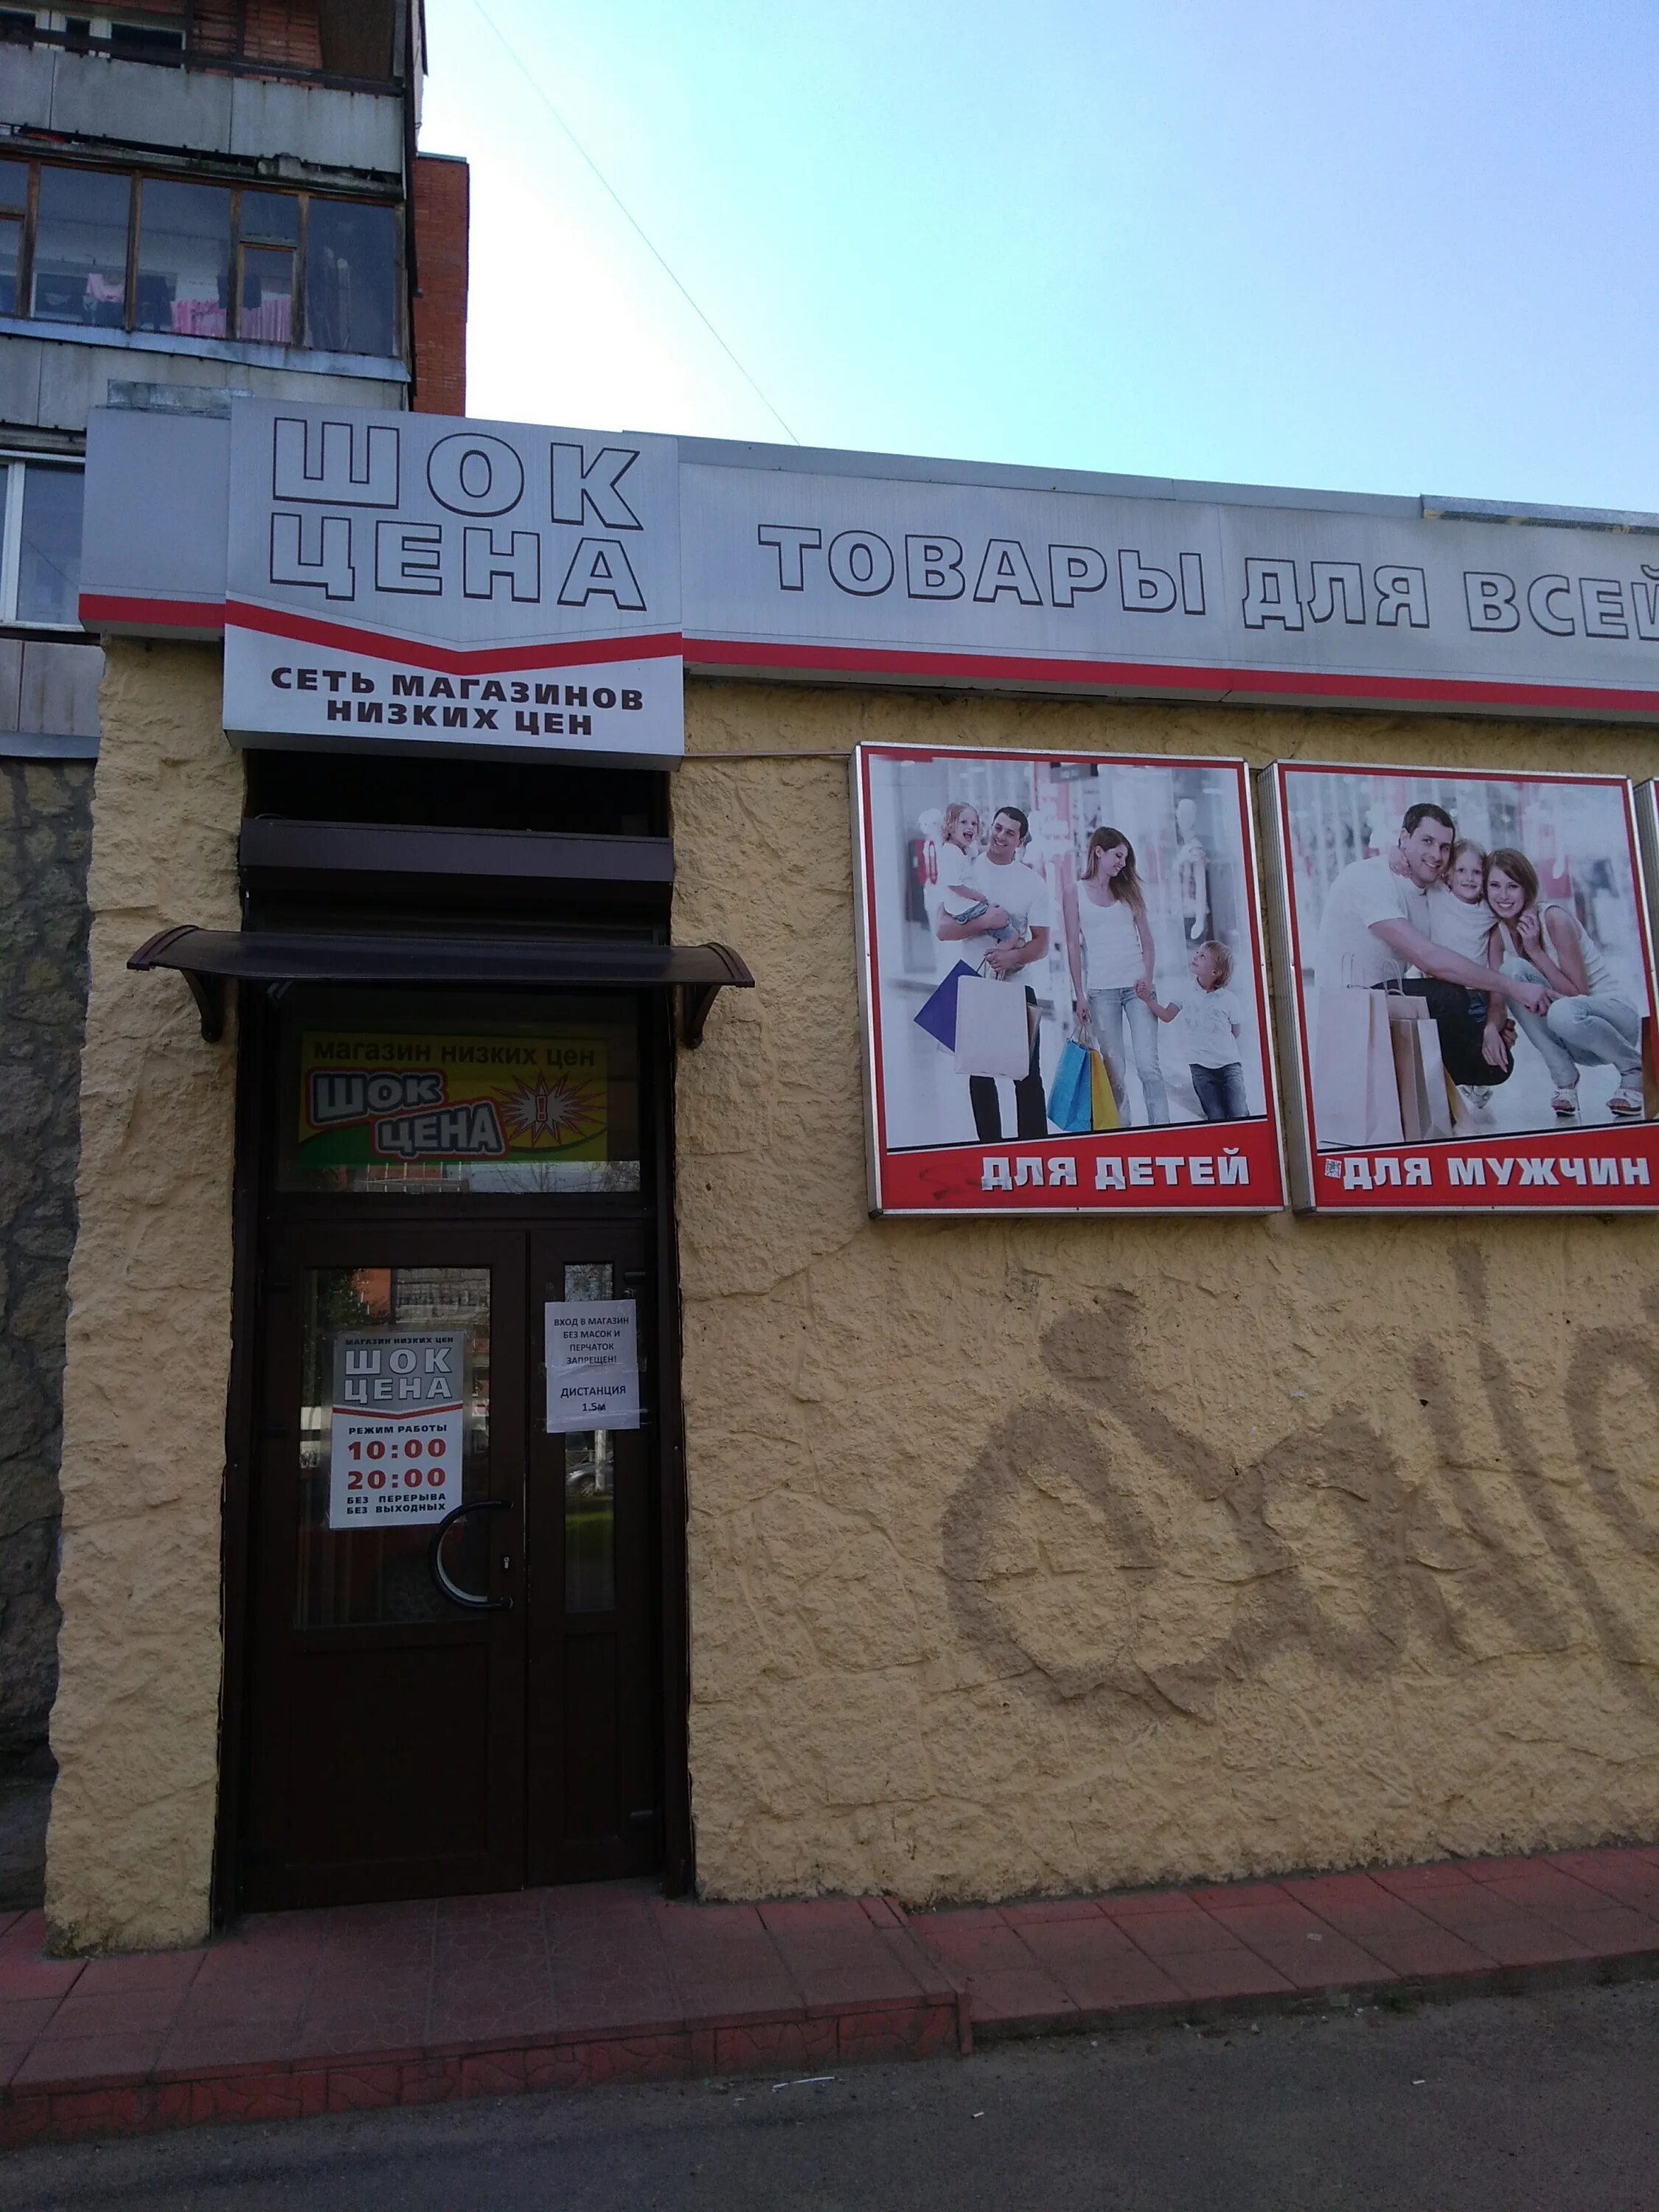 ШОК
ЦЕНА
СЕТЬ МАГАЗИНОВ
НИЗКИХ ЦЕН
ТОВАРЫ ДЛЯ ВСЕЙ
ДЛЯ ДЕТЕЙ
ДЛЯ МУЖЧИН
магазин низких цен
ШОК
ЦЕНА
!
МАГАЗИН НИЗКИХ ЦЕН
ШОК
ЦЕНА
РЕЖИМ РАБОТЫ
10:00
20:00
БЕЗ ПЕРЕРЫВА
БЕЗ ВЫХОДНЫХ
ВХОД В МАГАЗИН
БЕЗ МАСОК И
ПЕРЧАТОК
ЗАПРЕЩЕН!
ДИСТАНЦИЯ
1.5м